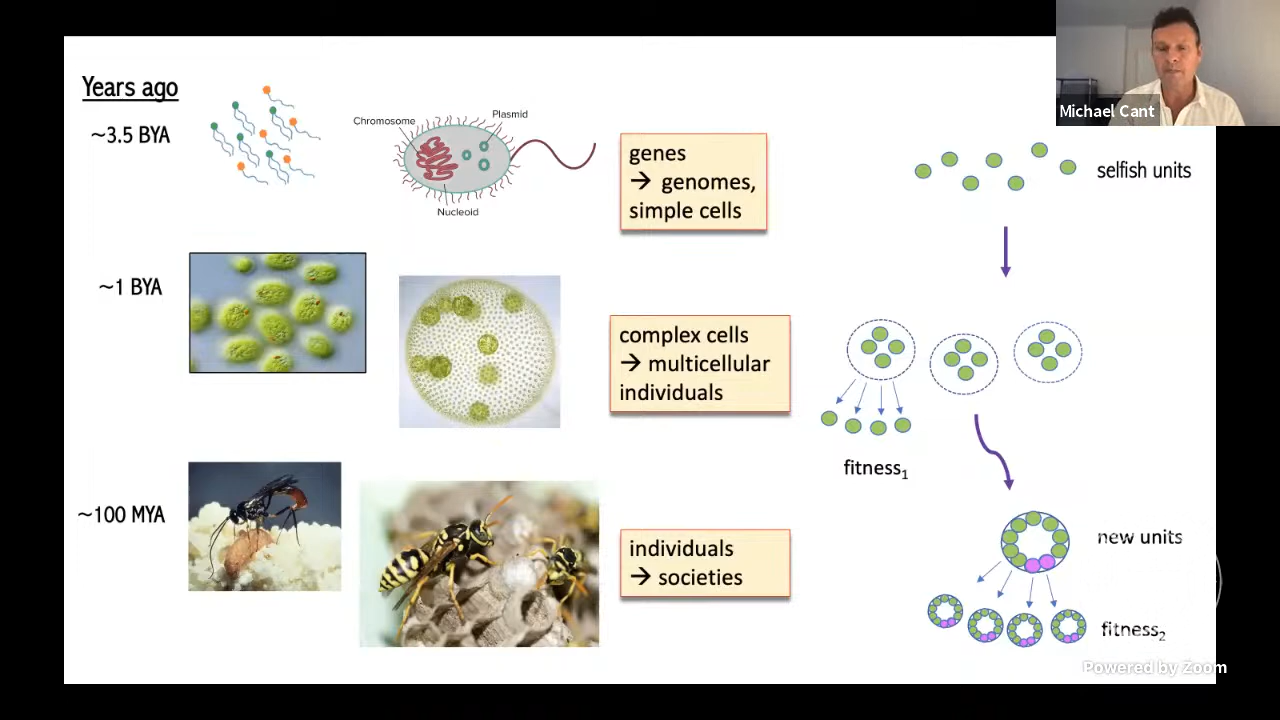 Years ago
~3.5 BYA
Chromosome
Plasmid
Nucleoid
genes
→ genomes,
simple cells
Michael Cant
selfish units
~1 BYA
complex cells
→ multicellular
individuals
fitness₁
~100 MYA
individuals
→ societies
new units
fitness₂
Powered by Zoom